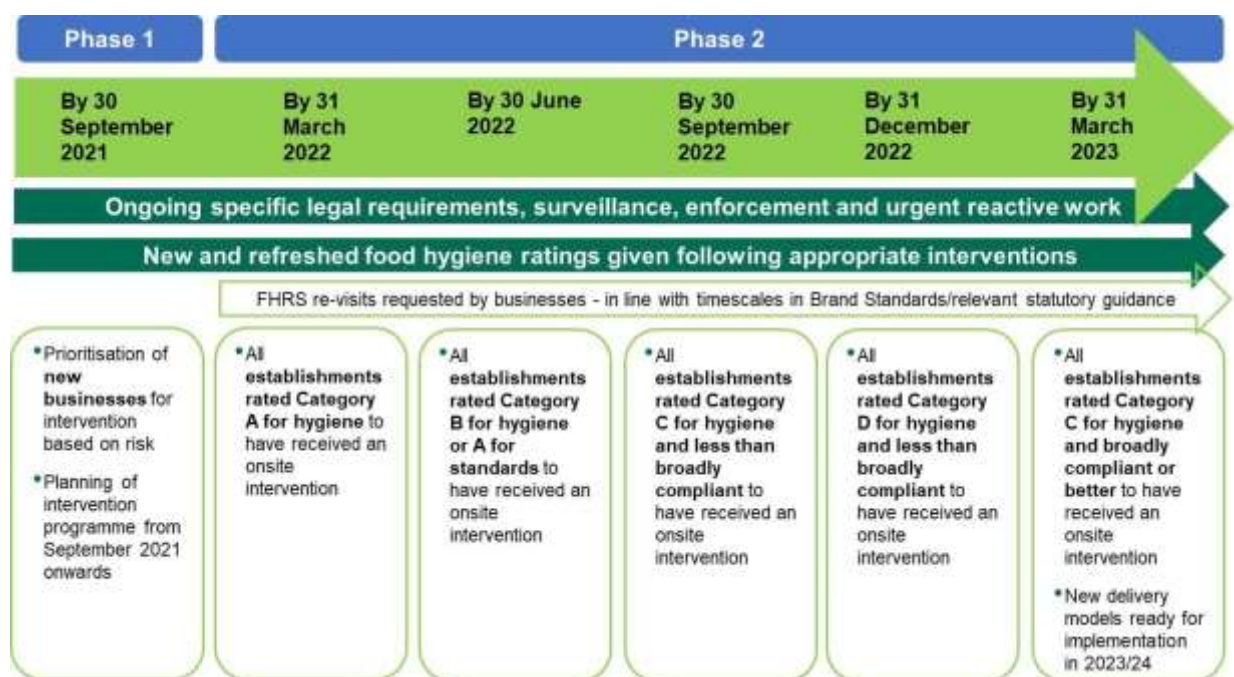 Phase 1
Phase 2
By 30
September
2021
By 31
March
2022
By 30 June
2022
By 30
September
2022
By 31
December
2022
By 31
March
2023
Ongoing specific legal requirements, surveillance, enforcement and urgent reactive work
New and refreshed food hygiene ratings given following appropriate interventions
FHRS re-visits requested by businesses - in line with timescales in Brand Standards/relevant statutory guidance
•Prioritisation of
new
businesses for
intervention
based on risk
•Planning of
intervention
programme from
September 2021
onwards
•All
establishments
rated Category
A for hygiene to
have received an
onsite
intervention
•All
establishments
rated Category
B for hygiene
or A for
standards to
have received an
onsite
intervention
•All
establishments
rated Category
C for hygiene
and less than
broadly
compliant to
have received an
onsite
intervention
•All
establishments
rated Category
D for hygiene
and less than
broadly
compliant to
have received an
onsite
intervention
•All
establishments
rated Category
C for hygiene
and broadly
compliant or
better to have
received an
onsite
intervention
•New delivery
models ready for
implementation
in 2023/24